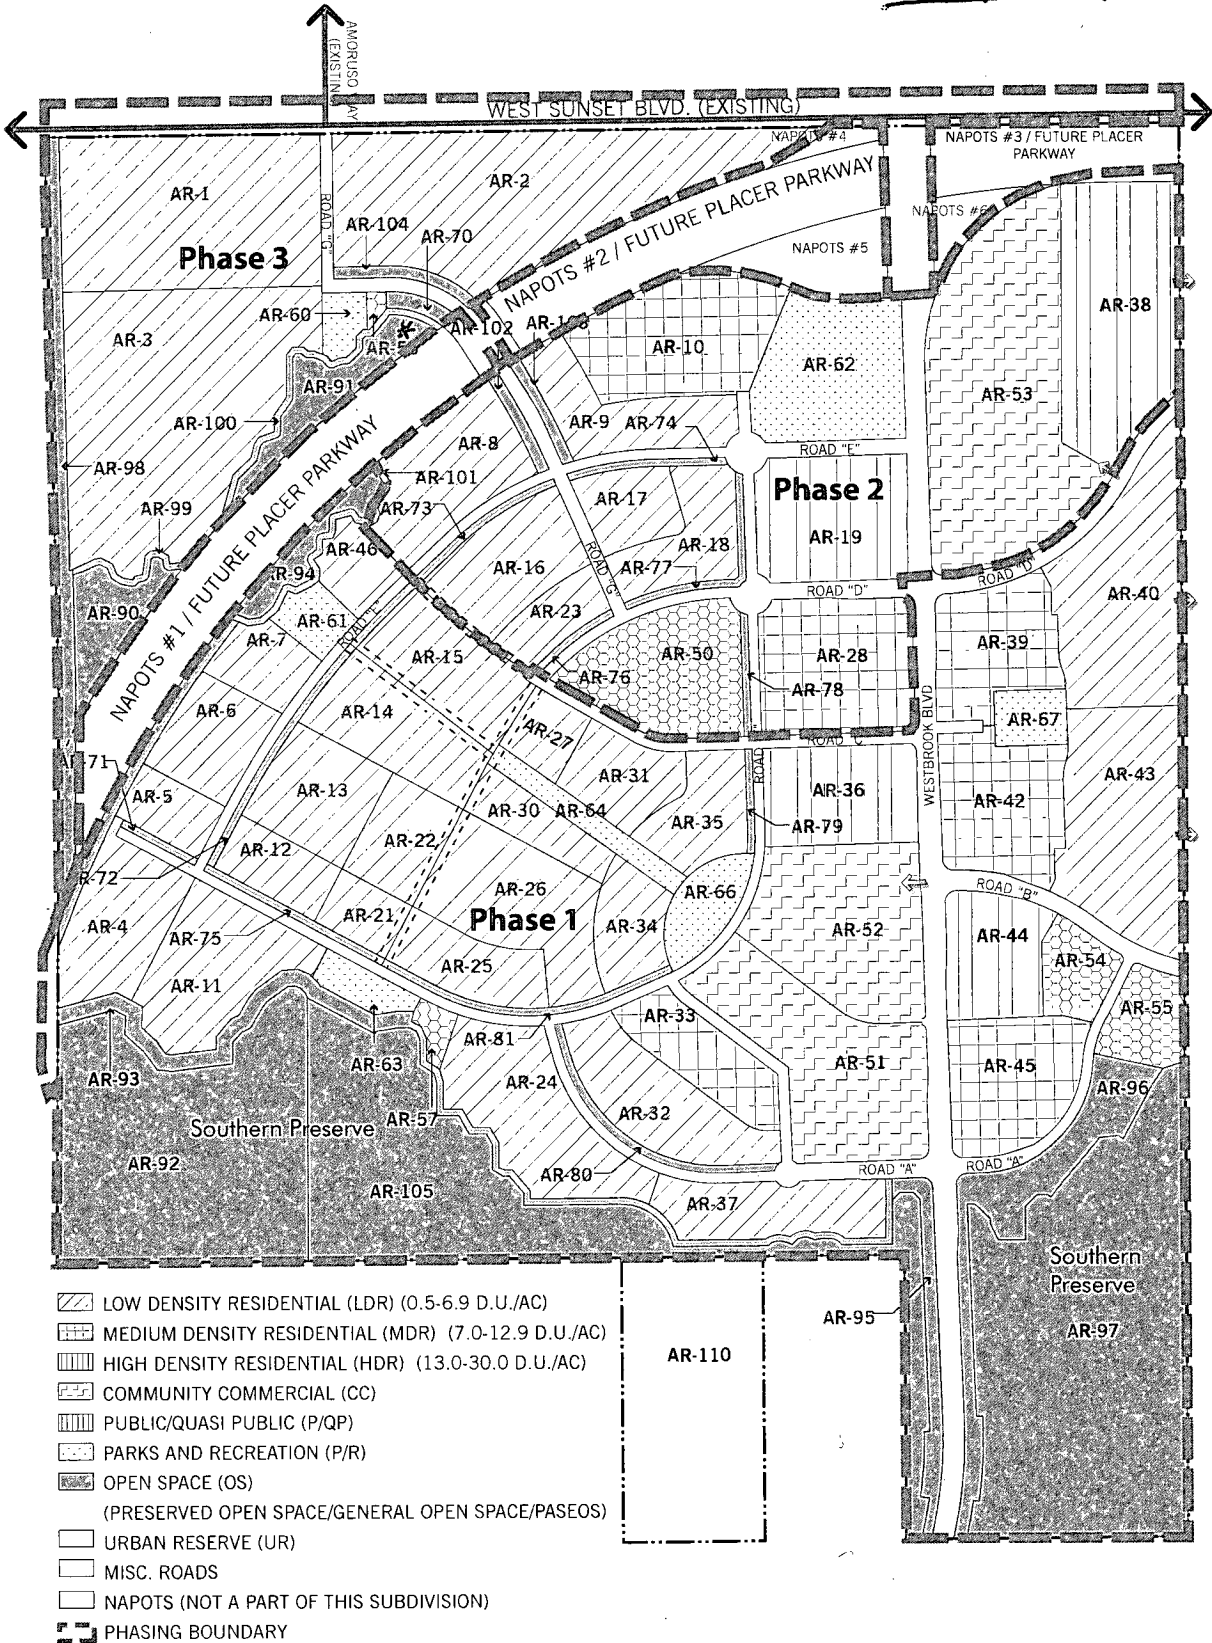 AMORUSO WAY
(EXISTING)
WEST SUNSET BLVD. (EXISTING)
NAPOTS #4
NAPOTS #3 / FUTURE PLACER
PARKWAY
AR-1
AR-2
ROAD "G"
NAPOTS #2 / FUTURE PLACER PARKWAY
NAPOTS #6
NAPOTS #5
AR-104
AR-70
Phase 3
AR-60
AR-102
AR-38
AR-3
AR-10
AR-62
AR-91
AR-53
AR-100
AR-9
AR-74
AR-8
ROAD "E"
AR-98
NAPOTS #1 / FUTURE PLACER PARKWAY
AR-101
Phase 2
AR-99
AR-73
AR-17
AR-19
AR-46
AR-18
AR-94
AR-16
AR-77
ROAD "G"
ROAD "D"
ROAD "D"
AR-40
AR-90
AR-61
AR-23
AR-7
AR-15
AR-50
AR-28
AR-39
AR-76
AR-78
AR-6
AR-14
AR-27
AR-67
ROAD "C"
WESTBROOK BLVD
AR-71
AR-5
AR-13
AR-31
AR-36
AR-43
AR-42
AR-30
AR-64
AR-35
AR-79
AR-22
AR-12
AR-72
AR-26
AR-66
ROAD "B"
AR-4
AR-75
AR-21
Phase 1
AR-34
AR-52
AR-44
AR-54
AR-25
AR-11
AR-55
AR-33
AR-81
AR-63
AR-93
AR-24
AR-51
AR-45
AR-96
AR-32
Southern Preserve
AR-57
AR-92
AR-80
ROAD "A"
ROAD "A"
AR-105
AR-37
Southern
Preserve
AR-95
AR-97
AR-110
LOW DENSITY RESIDENTIAL (LDR) (0.5-6.9 D.U./AC)
MEDIUM DENSITY RESIDENTIAL (MDR) (7.0-12.9 D.U./AC)
HIGH DENSITY RESIDENTIAL (HDR) (13.0-30.0 D.U./AC)
COMMUNITY COMMERCIAL (CC)
PUBLIC/QUASI PUBLIC (P/QP)
PARKS AND RECREATION (P/R)
OPEN SPACE (OS)
(PRESERVED OPEN SPACE/GENERAL OPEN SPACE/PASEOS)
URBAN RESERVE (UR)
MISC. ROADS
NAPOTS (NOT A PART OF THIS SUBDIVISION)
PHASING BOUNDARY